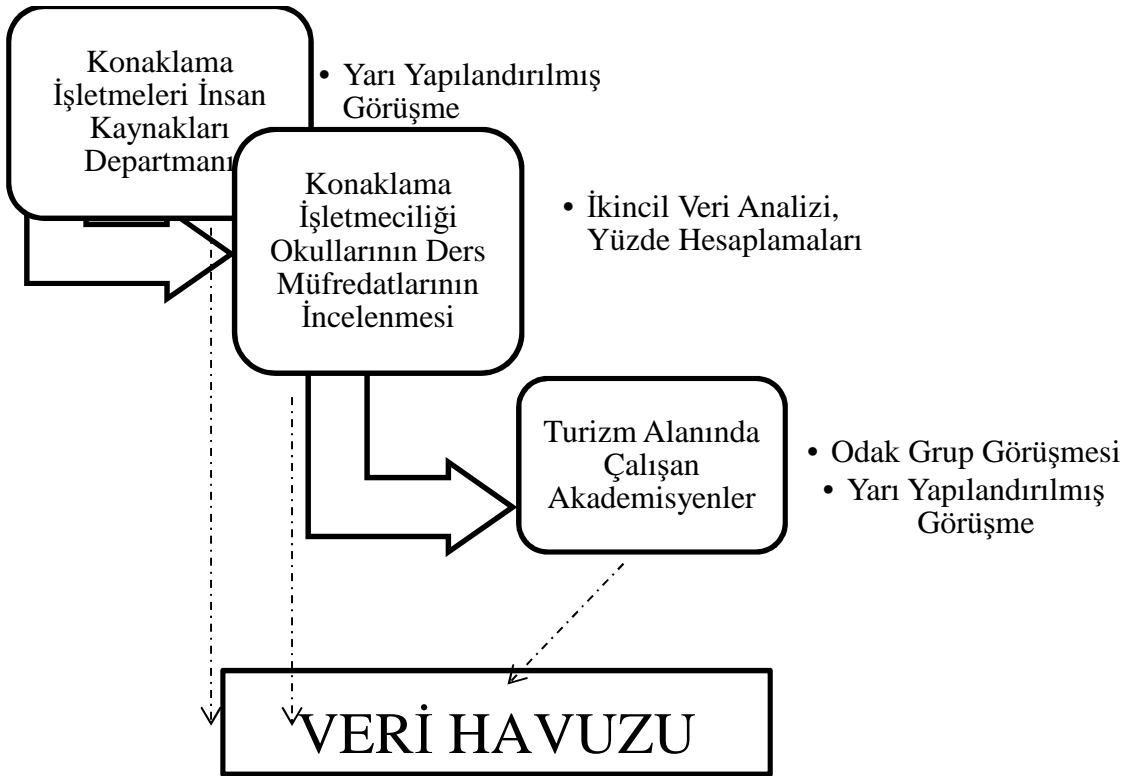 Konaklama
İşletmeleri İnsan
Kaynakları
Departmanı
• Yarı Yapılandırılmış
Görüşme
Konaklama
İşletmeciliği
Okullarının Ders
Müfredatlarının
İncelenmesi
• İkincil Veri Analizi,
Yüzde Hesaplamaları
Turizm Alanında
Çalışan
Akademisyenler
• Odak Grup Görüşmesi
• Yarı Yapılandırılmış
Görüşme
VERİ HAVUZU